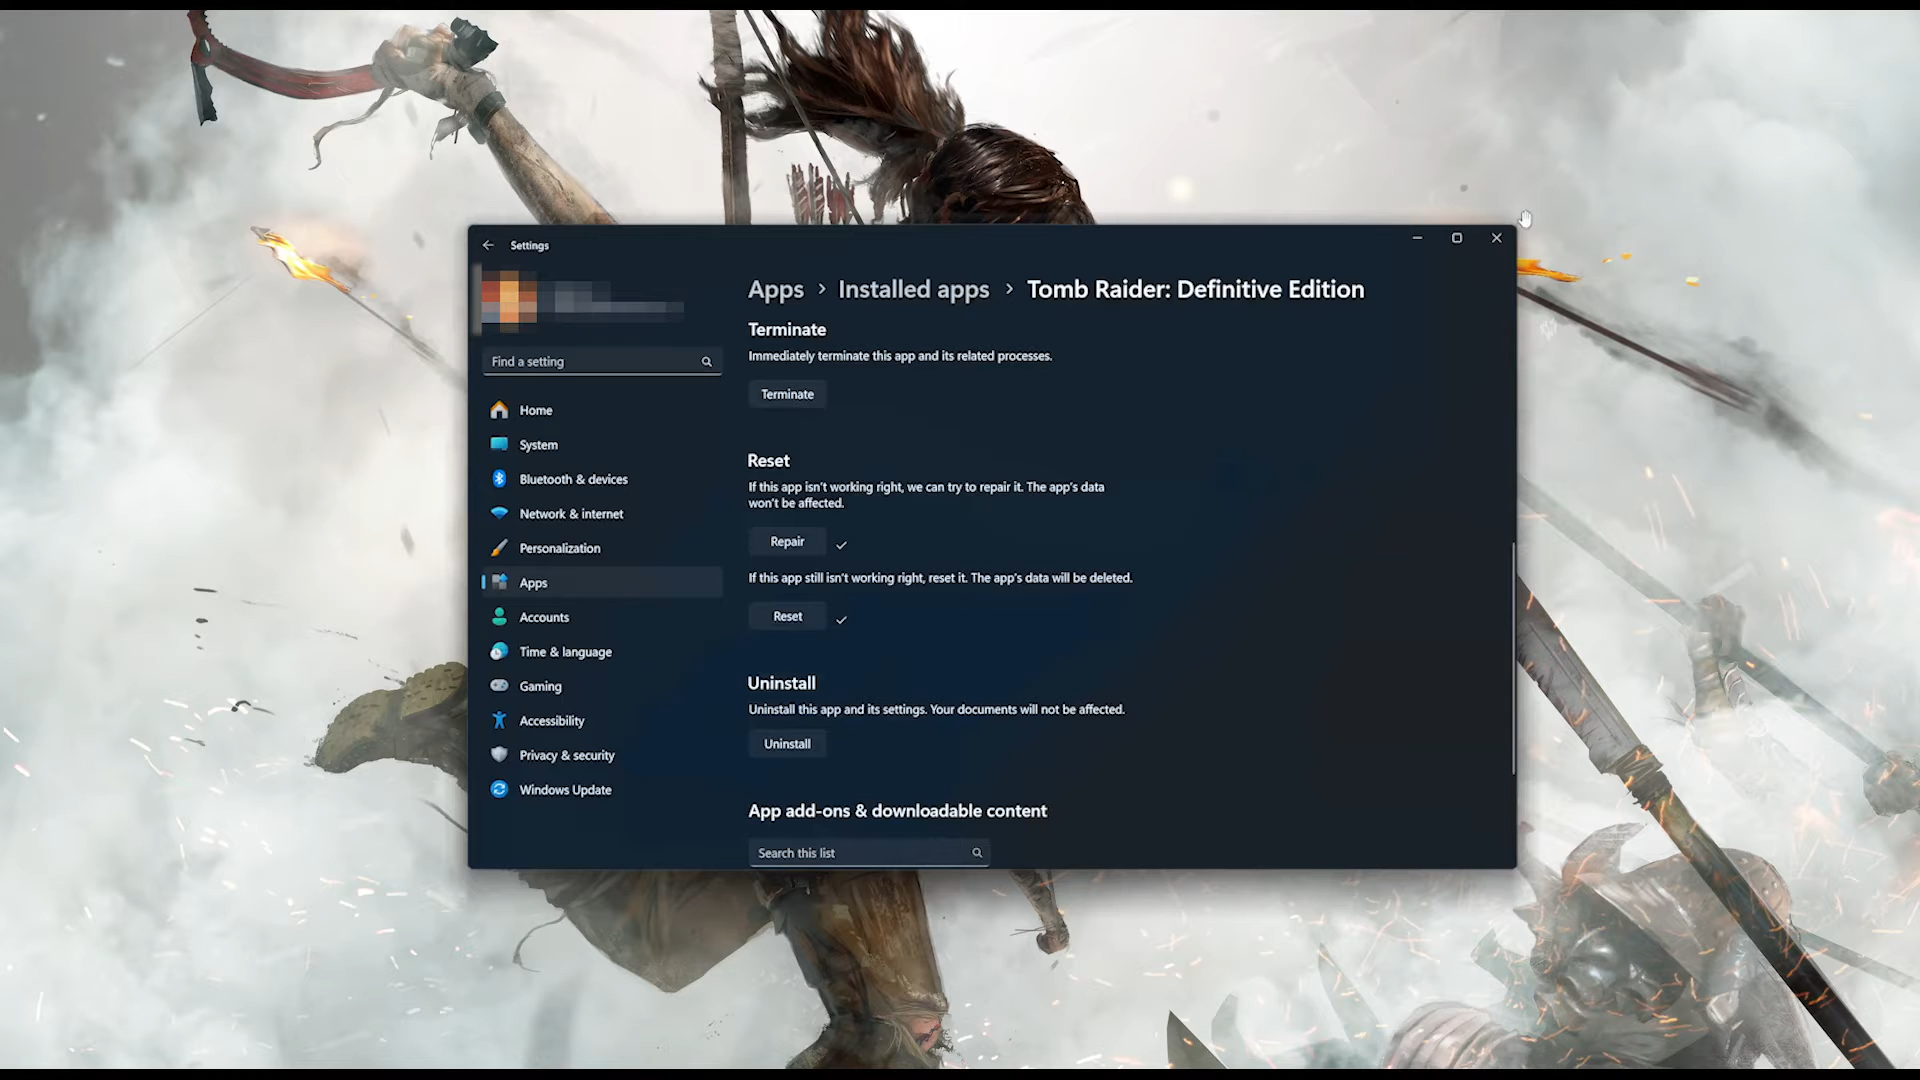 Settings
Find a setting
Home
System
Bluetooth & devices
Network & internet
Personalization
Apps
Accounts
Time & language
Gaming
Accessibility
Privacy & security
Windows Update
Apps > Installed apps > Tomb Raider: Definitive Edition
Terminate
Immediately terminate this app and its related processes.
Terminate
Reset
If this app isn't working right, we can try to repair it. The app's data
won't be affected.
Repair
If this app still isn't working right, reset it. The app's data will be deleted.
Reset
Uninstall
Uninstall this app and its settings. Your documents will not be affected.
Uninstall
App add-ons & downloadable content
Search this list